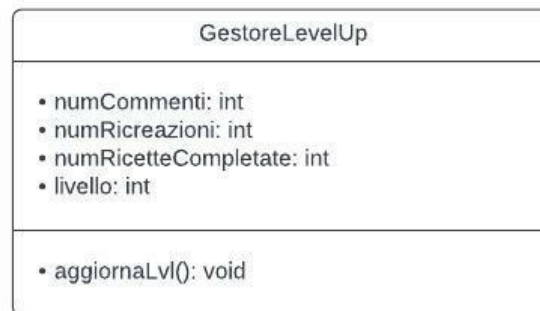 GestoreLevelUp
• numCommenti: int
• numRicreazioni: int
• numRicetteCompletate: int
• livello: int
• aggiornaLvl(): void